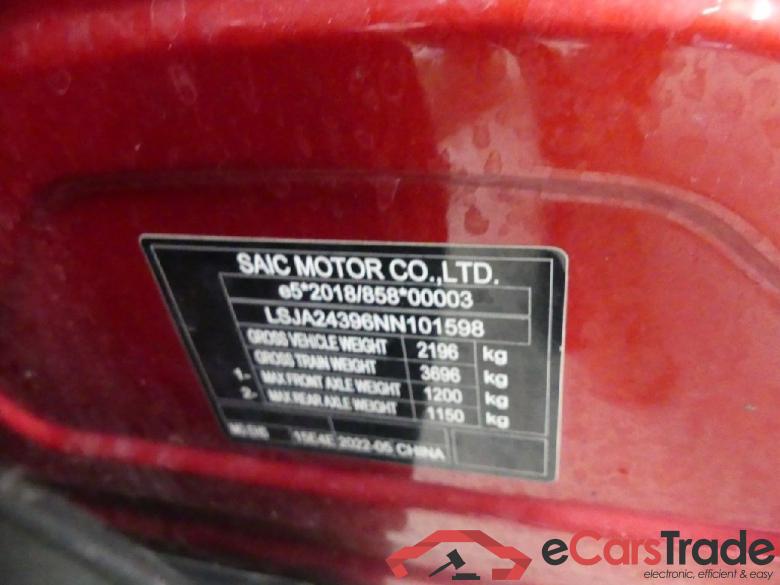 SAIC MOTOR CO.,LTD.
e5*2018/858*00003
LSJA24396NN101598
GROSS VEHICLE WEIGHT 2196 kg
GROSS TRAIN WEIGHT 3696 kg
1- MAX FRONT AXLE WEIGHT 1200 kg
2- MAX REAR AXLE WEIGHT 1150 kg
MG EHS 15E4E 2022-05 CHINA
eCarsTrade
electronic, efficient & easy